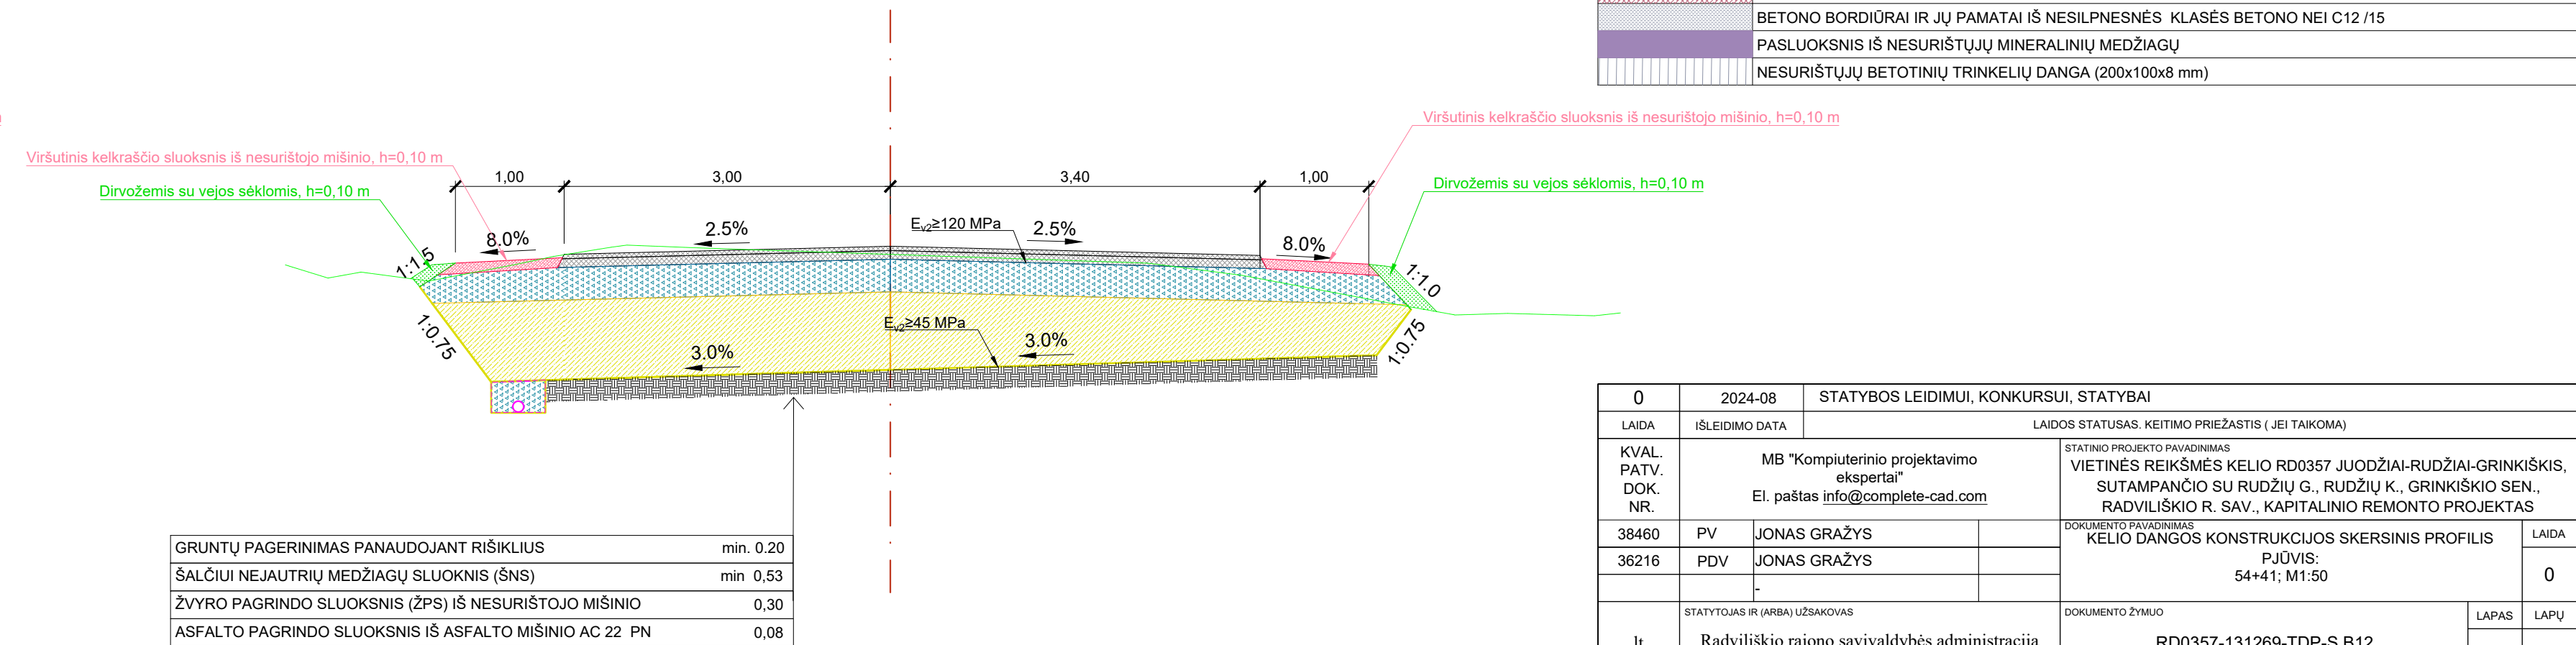 BETONO BORDIŪRAI IR JŲ PAMATAI IŠ NESILPNESNĖS KLASĖS BETONO NEI C12 /15
PASLUOKSNIS IŠ NESURIŠTŲJŲ MINERALINIŲ MEDŽIAGŲ
NESURIŠTŲJŲ BETOTINIŲ TRINKELIŲ DANGA (200x100x8 mm)
Viršutinis kelkraščio sluoksnis iš nesurištojo mišinio, h=0,10 m
Viršutinis kelkraščio sluoksnis iš nesurištojo mišinio, h=0,10 m
Dirvožemis su vejos sėklomis, h=0,10 m
Dirvožemis su vejos sėklomis, h=0,10 m
1,00 3,00 3,40 1,00
8.0% 2.5% Ev2≥120 MPa 2.5% 8.0%
1:1.5 1:1.0
1:0.75 Ev2≥45 MPa 1:0.75
3.0% 3.0%
GRUNTŲ PAGERINIMAS PANAUDOJANT RIŠIKLIUS min. 0.20
ŠALČIUI NEJAUTRIŲ MEDŽIAGŲ SLUOKNIS (ŠNS) min 0,53
ŽVYRO PAGRINDO SLUOKSNIS (ŽPS) IŠ NESURIŠTOJO MIŠINIO 0,30
ASFALTO PAGRINDO SLUOKSNIS IŠ ASFALTO MIŠINIO AC 22 PN 0,08
0 2024-08 STATYBOS LEIDIMUI, KONKURSUI, STATYBAI
LAIDA IŠLEIDIMO DATA LAIDOS STATUSAS. KEITIMO PRIEŽASTIS ( JEI TAIKOMA)
KVAL.
PATV.
DOK.
NR.
MB "Kompiuterinio projektavimo
ekspertai"
El. paštas info@complete-cad.com
STATINIO PROJEKTO PAVADINIMAS
VIETINĖS REIKŠMĖS KELIO RD0357 JUODŽIAI-RUDŽIAI-GRINKIŠKIS,
SUTAMPANČIO SU RUDŽIŲ G., RUDŽIŲ K., GRINKIŠKIO SEN.,
RADVILIŠKIO R. SAV., KAPITALINIO REMONTO PROJEKTAS
38460 PV JONAS GRAŽYS
36216 PDV JONAS GRAŽYS
-
DOKUMENTO PAVADINIMAS
KELIO DANGOS KONSTRUKCIJOS SKERSINIS PROFILIS
PJŪVIS:
54+41; M1:50
LAIDA
0
lt
STATYTOJAS IR (ARBA) UŽSAKOVAS
Radviliškio rajono savivaldybės administracija
DOKUMENTO ŽYMUO
RD0357-131269-TDP-S.B12
LAPAS LAPŲ